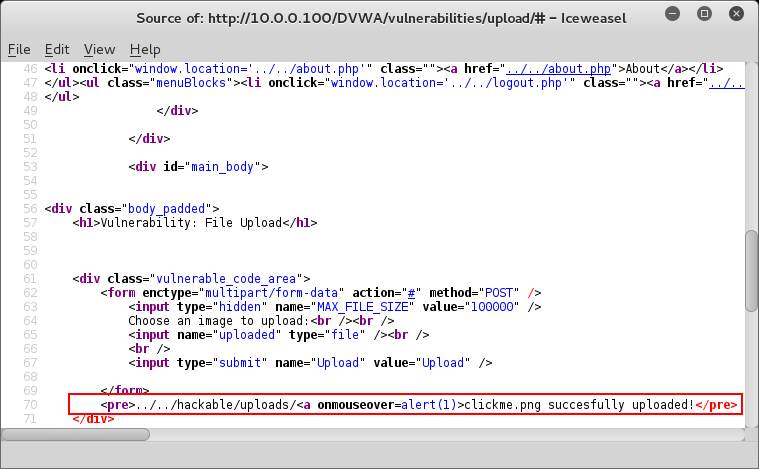 Source of: http://10.0.0.100/DVWA/vulnerabilities/upload/# - Iceweasel
File Edit View Help
46 <li onclick="window.location='../../about.php'" class=""><a href="../../about.php">About</a></li>
47 </ul><ul class="menuBlocks"><li onclick="window.location='../../logout.php'" class=""><a href="../..
48 </ul>
49 </div>
50
51 </div>
52
53 <div id="main_body">
54
55
56 <div class="body_padded">
57 <h1>Vulnerability: File Upload</h1>
58
59
60
61 <div class="vulnerable_code_area">
62 <form enctype="multipart/form-data" action="#" method="POST" />
63 <input type="hidden" name="MAX_FILE_SIZE" value="100000" />
64 Choose an image to upload:<br /><br />
65 <input name="uploaded" type="file" /><br />
66 <br />
67 <input type="submit" name="Upload" value="Upload" />
68
69 </form>
70 <pre>../../hackable/uploads/<a onmouseover=alert(1)>clickme.png succesfully uploaded!</pre>
71 </div>